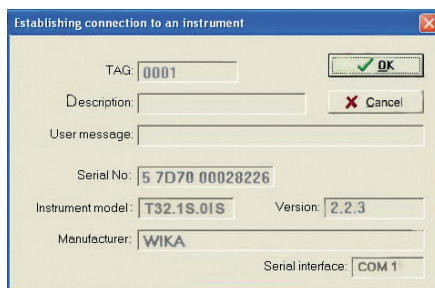 Establishing connection to an instrument
TAG: 0001
OK
Description:
Cancel
User message:
Serial No: 5 7D70 00028226
Instrument model: T32.1S.0IS Version: 2.2.3
Manufacturer: WIKA
Serial interface: COM 1